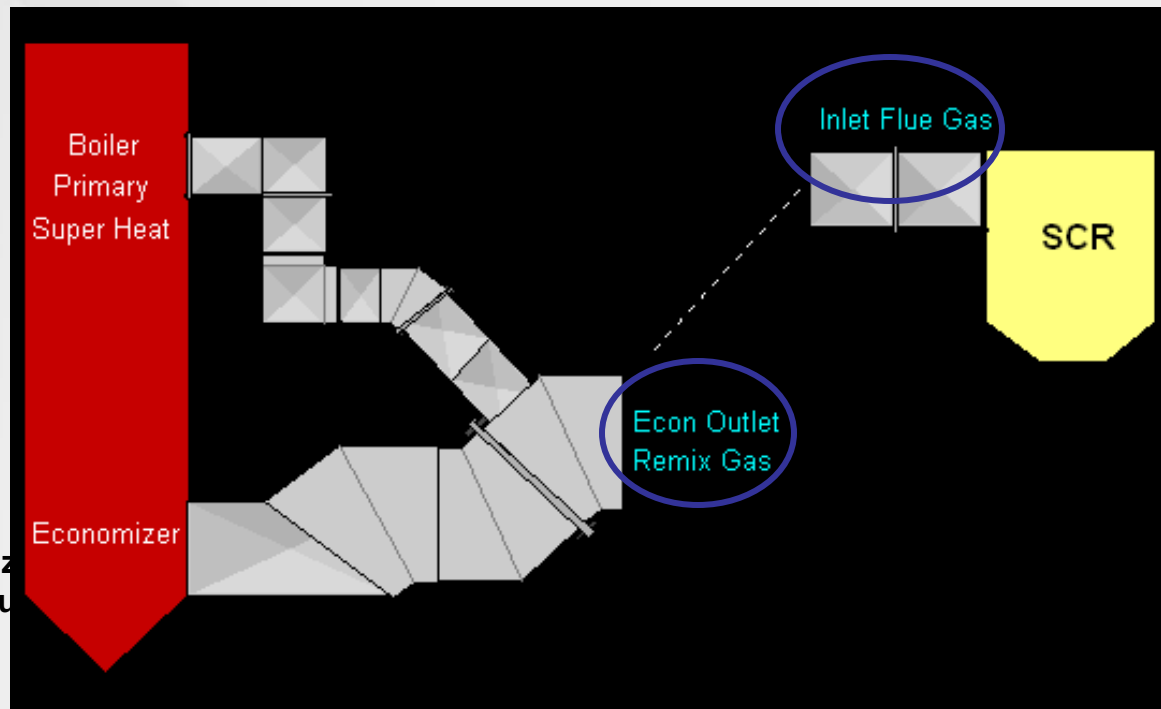 Boiler
Primary
Super Heat
Inlet Flue Gas
SCR
Econ Outlet
Remix Gas
Economizer